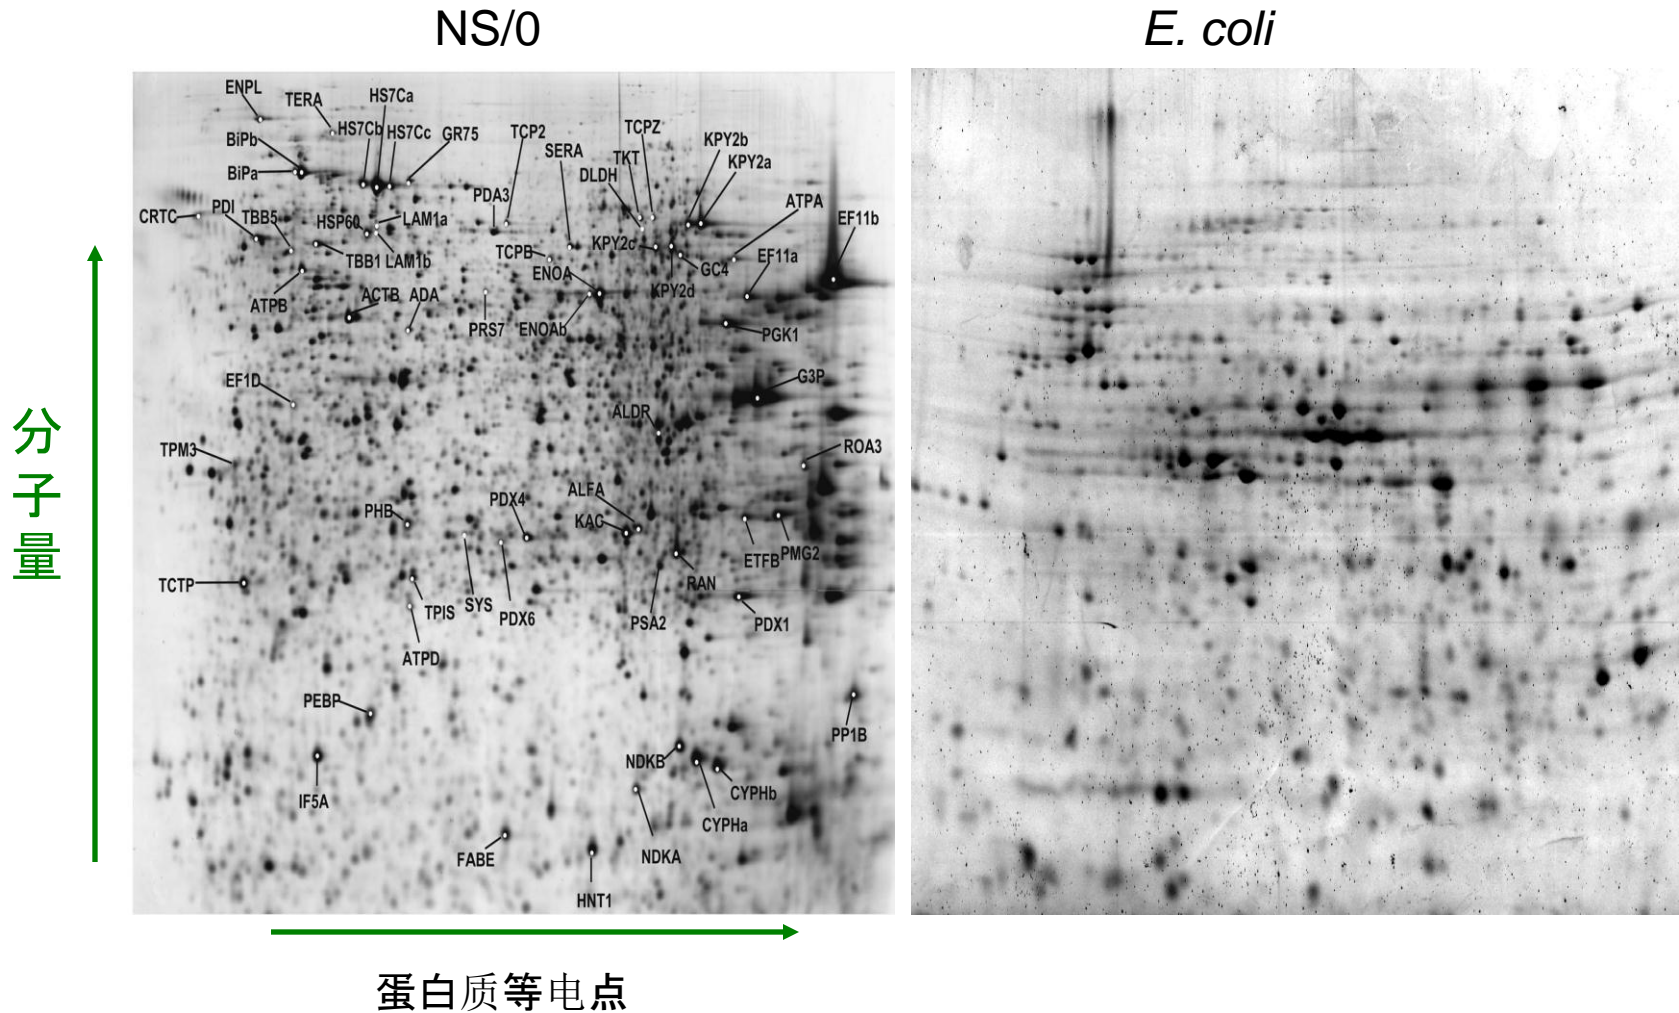 NS/0
E. coli
ENPL
TERA
HS7Ca
HS7Cb
HS7Cc
GR75
TCP2
TCPZ
KPY2b
KPY2a
BiPb
BiPa
SERA
TKT
DLDH
PDA3
ATPA
EF11b
CRTC
PDI
TBB5
HSP60
LAM1a
TBB1
LAM1b
TCPB
ENOA
KPY2c
GC4
EF11a
KPY2d
ATPB
ACTB
ADA
PRS7
ENOAb
PGK1
EF1D
G3P
ALDR
TPM3
ROA3
PHB
PDX4
ALFA
KAC
ETFB
PMG2
RAN
TCTP
TPIS
SYS
PDX6
PSA2
PDX1
ATPD
PEBP
PP1B
NDKB
CYPHb
IF5A
CYPHa
FABE
NDKA
HNT1
分
子
量
蛋白质等电点